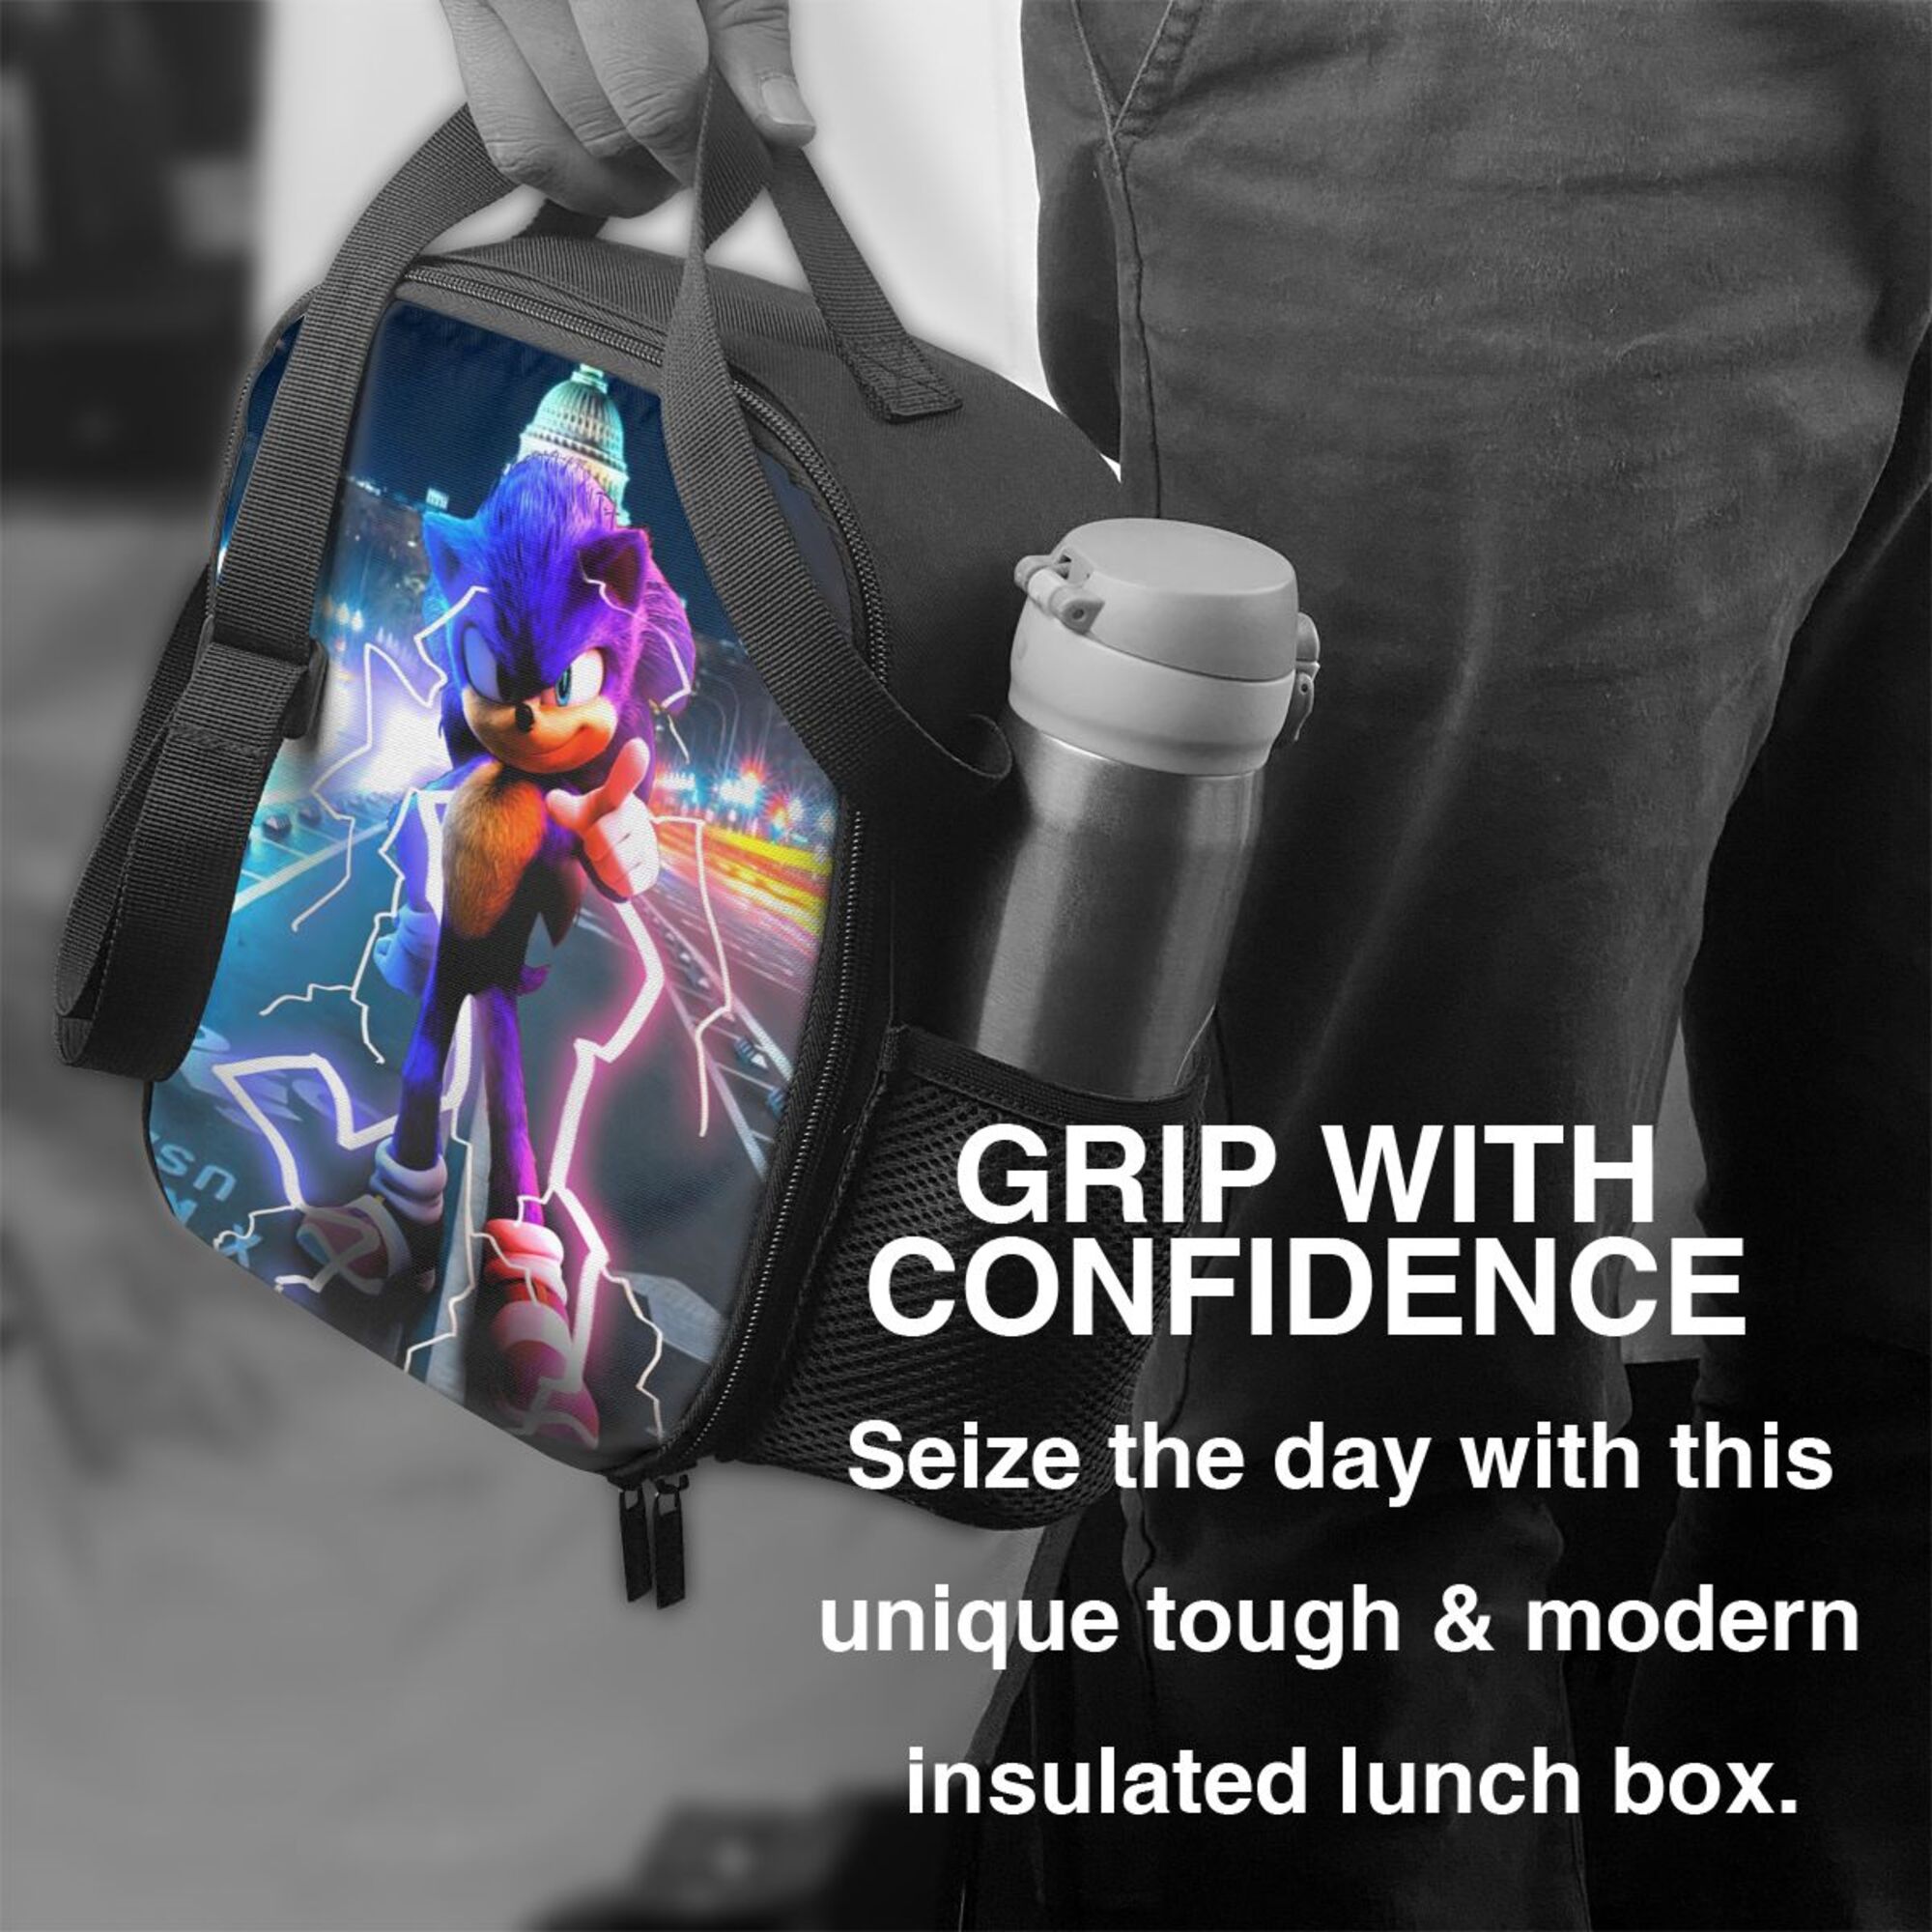 GRIP WITH
CONFIDENCE
Seize the day with this
unique tough & modern
insulated lunch box.